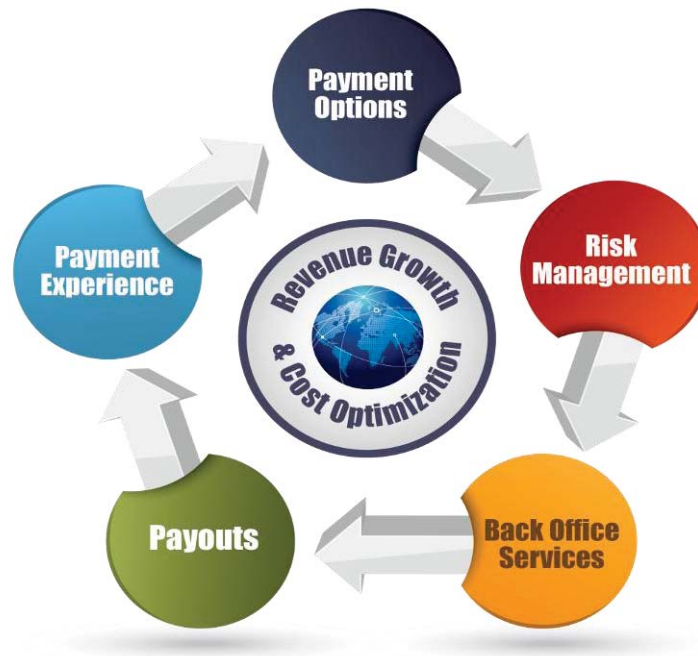 Payment
Options
Risk
Management
Back Office
Services
Payouts
Payment
Experience
Revenue Growth
& Cost Optimization